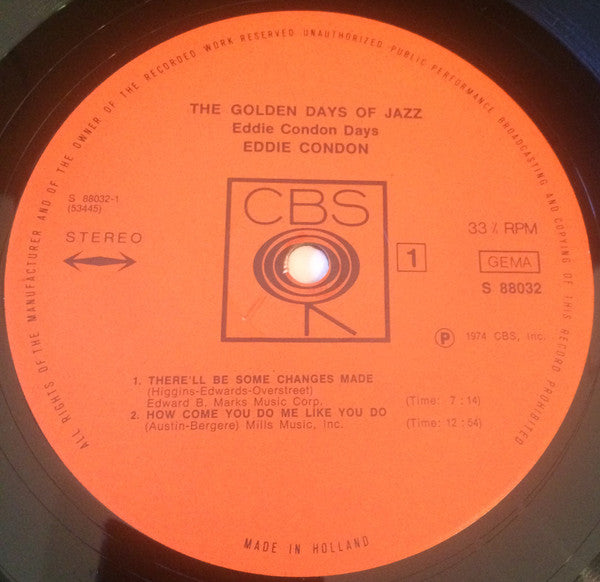 ALL RIGHTS OF THE MANUFACTURER AND OF THE OWNER OF THE RECORDED WORK RESERVED UNAUTHORIZED PUBLIC PERFORMANCE BROADCASTING AND COPYING OF THIS RECORD PROHIBITED
THE GOLDEN DAYS OF JAZZ
Eddie Condon Days
EDDIE CONDON
S 88032-1
(53445)
STEREO
CBS
33⅓ RPM
1
GEMA
S 88032
Ⓟ 1974 CBS, Inc.
1. THERE'LL BE SOME CHANGES MADE
(Higgins-Edwards-Overstreet)
Edward B. Marks Music Corp. (Time: 7:14)
2. HOW COME YOU DO ME LIKE YOU DO
(Austin-Bergere) Mills Music, Inc. (Time: 12:54)
MADE IN HOLLAND